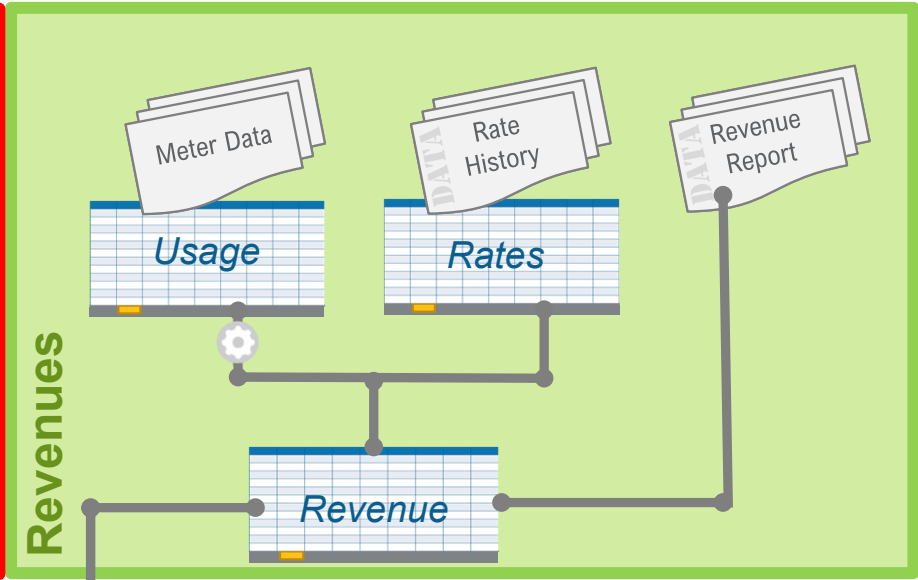 Meter Data
DATA
Rate
History
DATA
Revenue
Report
Usage
Rates
Revenues
Revenue